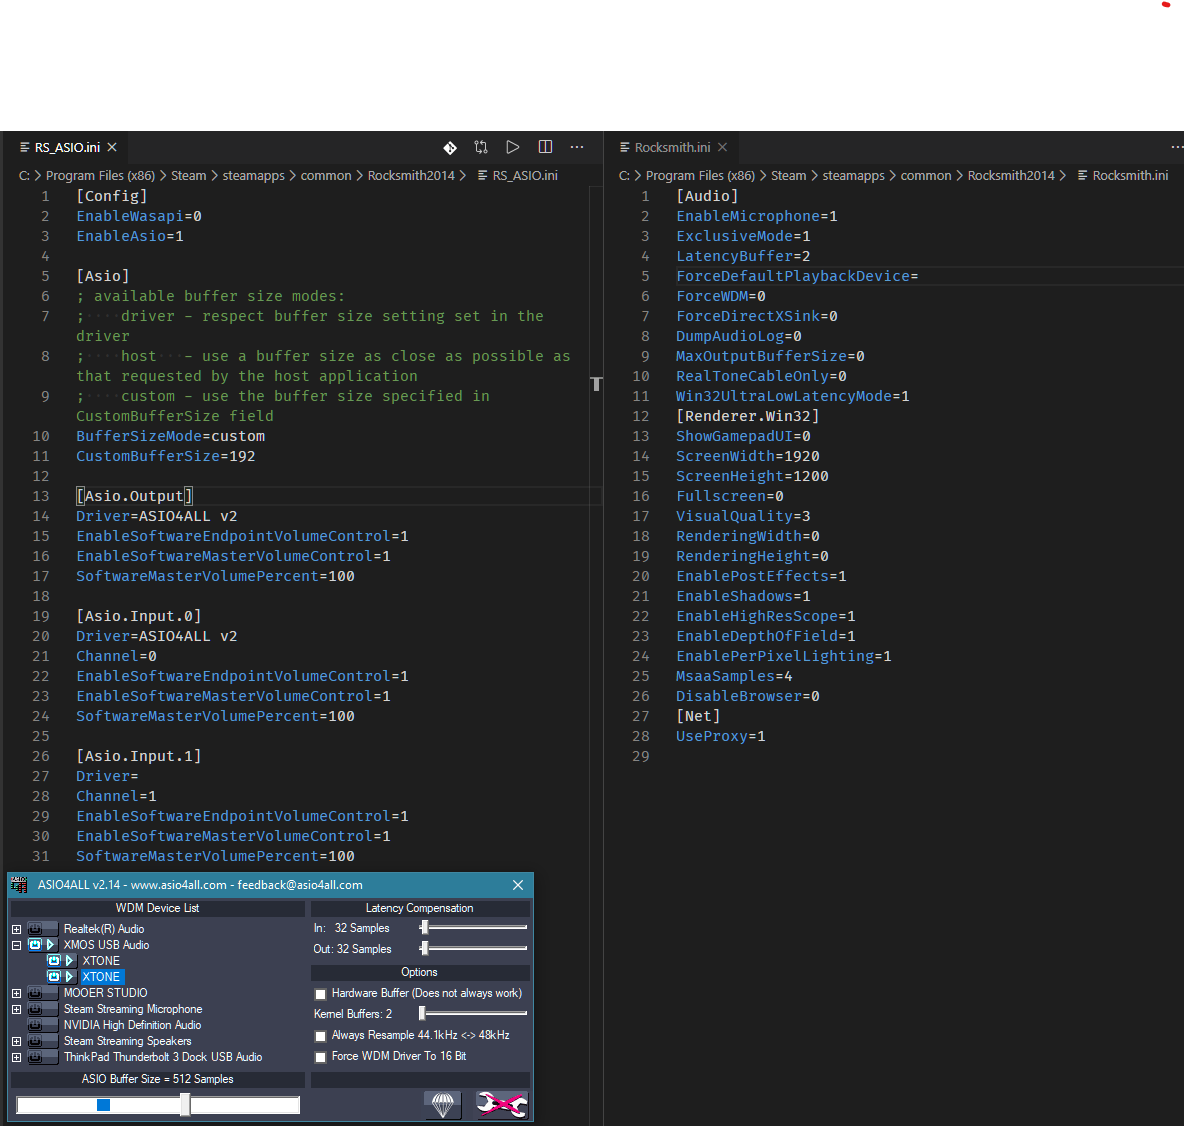 RS_ASIO.ini
C: > Program Files (x86) > Steam > steamapps > common > Rocksmith2014 > RS_ASIO.ini
1 [Config]
2 EnableWasapi=0
3 EnableAsio=1
4
5 [Asio]
6 ; available buffer size modes:
7 ;····driver - respect buffer size setting set in the
driver
8 ;····host···- use a buffer size as close as possible as
that requested by the host application
9 ;····custom - use the buffer size specified in
CustomBufferSize field
10 BufferSizeMode=custom
11 CustomBufferSize=192
12
13 [Asio.Output]
14 Driver=ASIO4ALL v2
15 EnableSoftwareEndpointVolumeControl=1
16 EnableSoftwareMasterVolumeControl=1
17 SoftwareMasterVolumePercent=100
18
19 [Asio.Input.0]
20 Driver=ASIO4ALL v2
21 Channel=0
22 EnableSoftwareEndpointVolumeControl=1
23 EnableSoftwareMasterVolumeControl=1
24 SoftwareMasterVolumePercent=100
25
26 [Asio.Input.1]
27 Driver=
28 Channel=1
29 EnableSoftwareEndpointVolumeControl=1
30 EnableSoftwareMasterVolumeControl=1
31 SoftwareMasterVolumePercent=100
Rocksmith.ini
C: > Program Files (x86) > Steam > steamapps > common > Rocksmith2014 > Rocksmith.ini
1 [Audio]
2 EnableMicrophone=1
3 ExclusiveMode=1
4 LatencyBuffer=2
5 ForceDefaultPlaybackDevice=
6 ForceWDM=0
7 ForceDirectXSink=0
8 DumpAudioLog=0
9 MaxOutputBufferSize=0
10 RealToneCableOnly=0
11 Win32UltraLowLatencyMode=1
12 [Renderer.Win32]
13 ShowGamepadUI=0
14 ScreenWidth=1920
15 ScreenHeight=1200
16 Fullscreen=0
17 VisualQuality=3
18 RenderingWidth=0
19 RenderingHeight=0
20 EnablePostEffects=1
21 EnableShadows=1
22 EnableHighResScope=1
23 EnableDepthOfField=1
24 EnablePerPixelLighting=1
25 MsaaSamples=4
26 DisableBrowser=0
27 [Net]
28 UseProxy=1
29
ASIO4ALL v2.14 - www.asio4all.com - feedback@asio4all.com
WDM Device List
Realtek(R) Audio
XMOS USB Audio
XTONE
XTONE
MOOER STUDIO
Steam Streaming Microphone
NVIDIA High Definition Audio
Steam Streaming Speakers
ThinkPad Thunderbolt 3 Dock USB Audio
ASIO Buffer Size = 512 Samples
Latency Compensation
In: 32 Samples
Out: 32 Samples
Options
Hardware Buffer (Does not always work)
Kernel Buffers: 2
Always Resample 44.1kHz <-> 48kHz
Force WDM Driver To 16 Bit